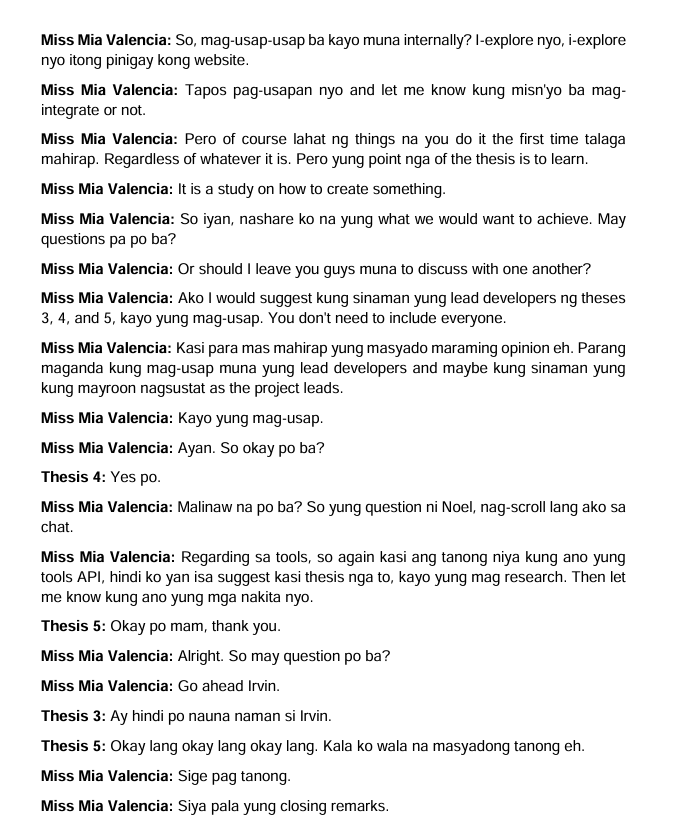 Miss Mia Valencia: So, mag-usap-usap ba kayo muna internally? I-explore nyo, i-explore
nyo itong pinigay kong website.
Miss Mia Valencia: Tapos pag-usapan nyo and let me know kung misn'yo ba mag-
integrate or not.
Miss Mia Valencia: Pero of course lahat ng things na you do it the first time talaga
mahirap. Regardless of whatever it is. Pero yung point nga of the thesis is to learn.
Miss Mia Valencia: It is a study on how to create something.
Miss Mia Valencia: So iyan, nashare ko na yung what we would want to achieve. May
questions pa po ba?
Miss Mia Valencia: Or should I leave you guys muna to discuss with one another?
Miss Mia Valencia: Ako I would suggest kung sinaman yung lead developers ng theses
3, 4, and 5, kayo yung mag-usap. You don't need to include everyone.
Miss Mia Valencia: Kasi para mas mahirap yung masyado maraming opinion eh. Parang
maganda kung mag-usap muna yung lead developers and maybe kung sinaman yung
kung mayroon nagsustat as the project leads.
Miss Mia Valencia: Kayo yung mag-usap.
Miss Mia Valencia: Ayan. So okay po ba?
Thesis 4: Yes po.
Miss Mia Valencia: Malinaw na po ba? So yung question ni Noel, nag-scroll lang ako sa
chat.
Miss Mia Valencia: Regarding sa tools, so again kasi ang tanong niya kung ano yung
tools API, hindi ko yan isa suggest kasi thesis nga to, kayo yung mag research. Then let
me know kung ano yung mga nakita nyo.
Thesis 5: Okay po mam, thank you.
Miss Mia Valencia: Alright. So may question po ba?
Miss Mia Valencia: Go ahead Irvin.
Thesis 3: Ay hindi po nauna naman si Irvin.
Thesis 5: Okay lang okay lang okay lang. Kala ko wala na masyadong tanong eh.
Miss Mia Valencia: Sige pag tanong.
Miss Mia Valencia: Siya pala yung closing remarks.